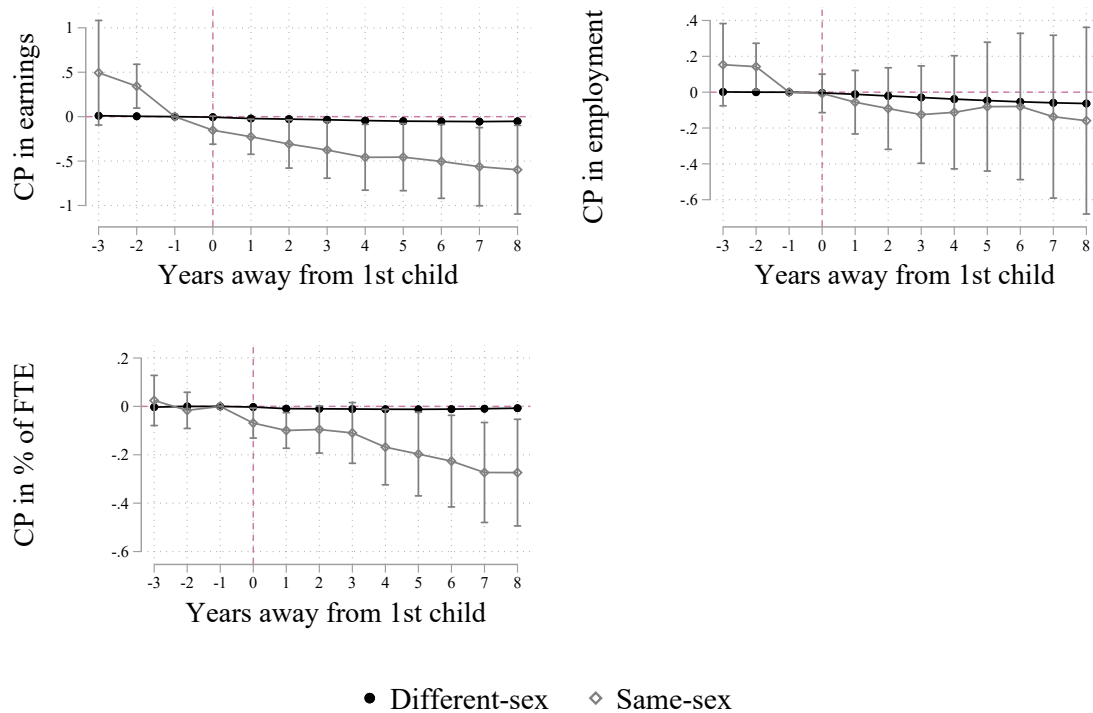 CP in earnings
1
.5
0
-.5
-1
-3 -2 -1 0 1 2 3 4 5 6 7 8
Years away from 1st child
CP in employment
.4
.2
0
-.2
-.4
-.6
-3 -2 -1 0 1 2 3 4 5 6 7 8
Years away from 1st child
CP in % of FTE
.2
0
-.2
-.4
-.6
-3 -2 -1 0 1 2 3 4 5 6 7 8
Years away from 1st child
Different-sex Same-sex